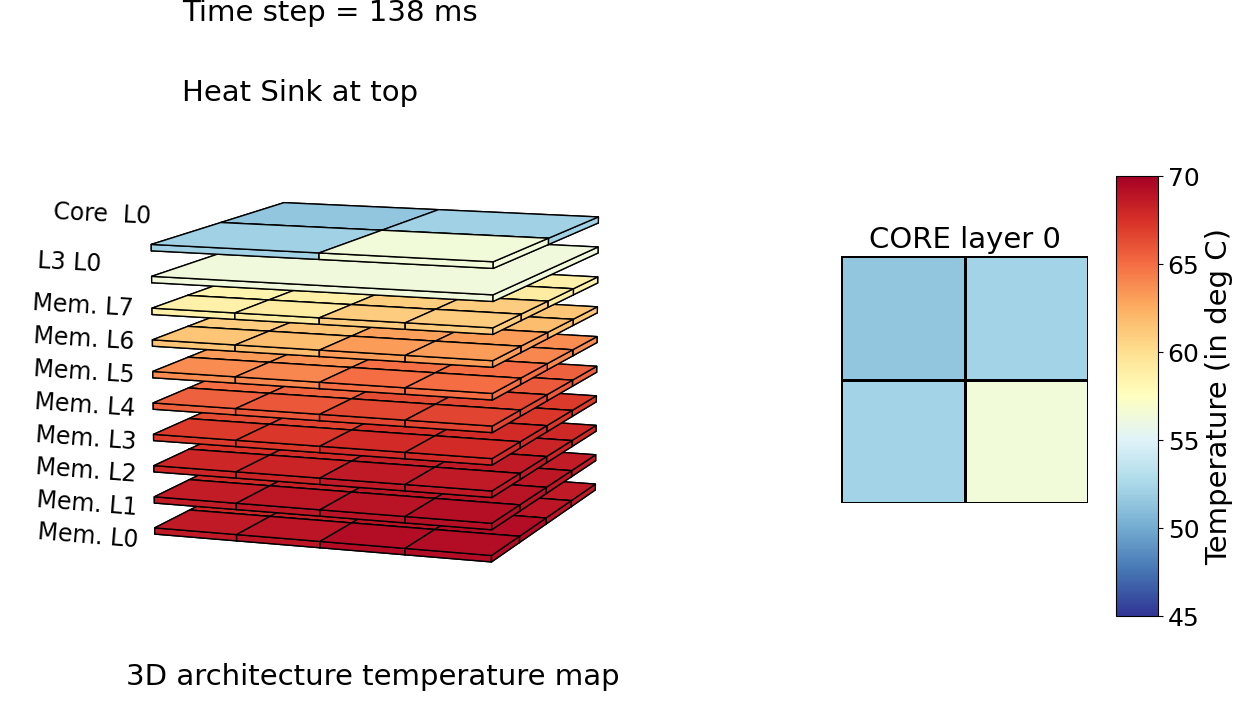 Time step = 138 ms
Heat Sink at top
Core  L0
L3 L0
Mem. L7
Mem. L6
Mem. L5
Mem. L4
Mem. L3
Mem. L2
Mem. L1
Mem. L0
3D architecture temperature map
CORE layer 0
70
65
60
55
50
45
Temperature (in deg C)